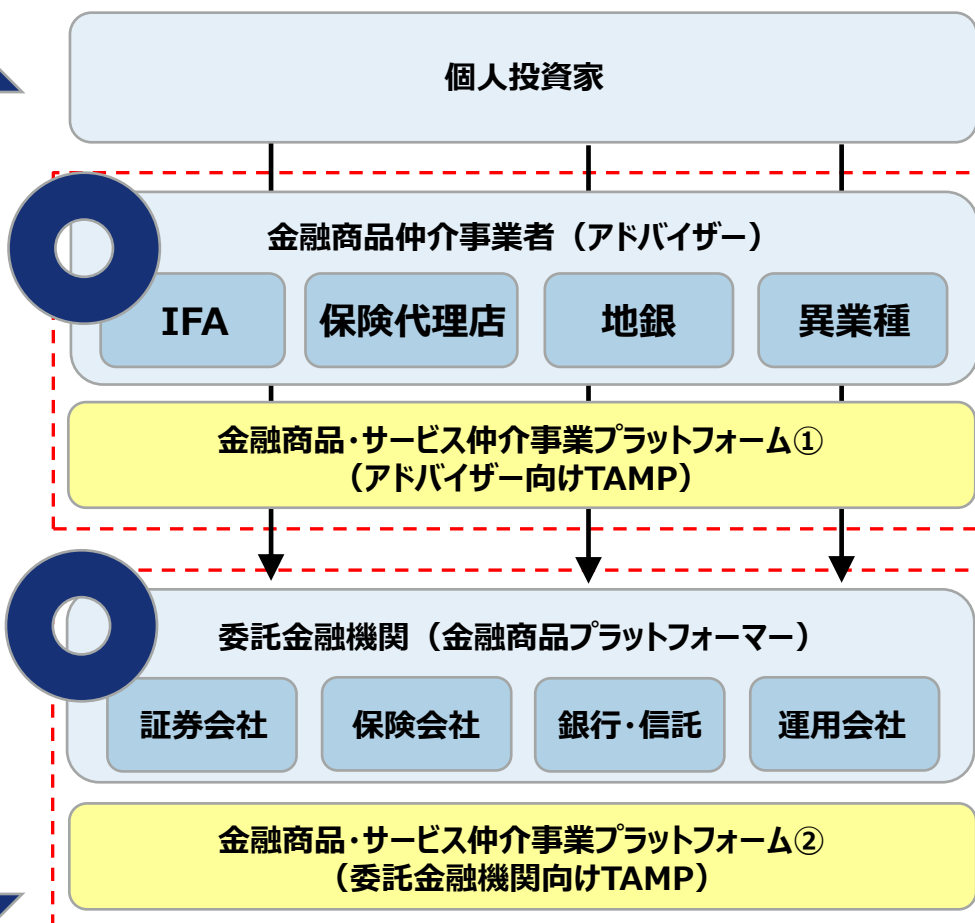 個人投資家
金融商品仲介事業者（アドバイザー）
IFA
保険代理店
地銀
異業種
金融商品・サービス仲介事業プラットフォーム①
（アドバイザー向けTAMP）
委託金融機関（金融商品プラットフォーマー）
証券会社
保険会社
銀行・信託
運用会社
金融商品・サービス仲介事業プラットフォーム②
（委託金融機関向けTAMP）